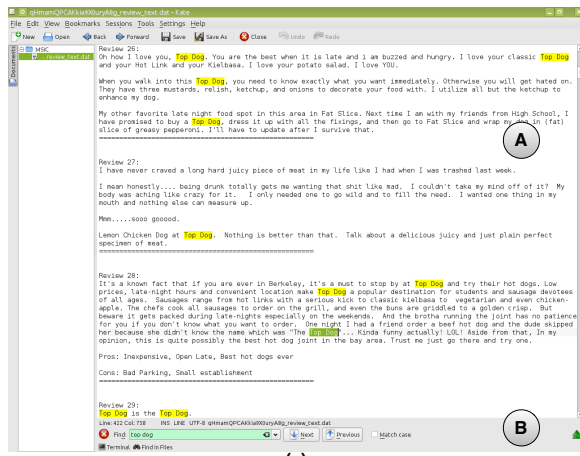 qHmamQPCAKkia9X0uryA8g_review_text.dat - Kate
File Edit View Bookmarks Sessions Tools Settings Help
New Open Back Forward Save Save As Close Undo Redo
Documents
MSIC
_review_text.dat
Review 26:
Oh how I love you, Top Dog. You are the best when it is late and i am buzzed and hungry. I love your classic Top Dog
and your Hot Link and your Kielbasa. I love your potato salad. I love YOU.
When you walk into this Top Dog, you need to know exactly what you want immediately. Otherwise you will get hated on.
They have three mustards, relish, ketchup, and onions to decorate your food with. I utilize all but the ketchup to
enhance my dog.
My other favorite late night food spot in this area in Fat Slice. Next time I am with my friends from High School, I
have promised to buy a Top Dog, dress it up with all the fixings, and then go to Fat Slice and wrap my dog in (fat)
slice of greasy pepperoni. I'll have to update after I survive that.
==================================================
A
Review 27:
I have never craved a long hard juicy piece of meat in my life like I had when I was trashed last week.
I mean honestly.... being drunk totally gets me wanting that shit like mad. I couldn't take my mind off of it? My
body was aching like crazy for it. I only needed one to go wild and to fill the need. I wanted one thing in my
mouth and nothing else can measure up.
Mmm.....sooo gooood.
Lemon Chicken Dog at Top Dog. Nothing is better than that. Talk about a delicious juicy and just plain perfect
specimen of meat.
==================================================
Review 28:
It's a known fact that if you are ever in Berkeley, it's a must to stop by at Top Dog and try their hot dogs. Low
prices, late-night hours and convenient location make Top Dog a popular destination for students and sausage devotees
of all ages. Sausages range from hot links with a serious kick to classic kielbasa to vegetarian and even chicken-
apple. The chefs cook all sausages to order on the grill, and even the buns are griddled to a golden crisp. But
beware it gets packed during late-nights especially on the weekends. And the brotha running the joint has no patience
for you if you don't know what you want to order. One night I had a friend order a beef hot dog and the dude skipped
her because she didn't know the name which was "The Top Dog"... Kinda funny actually! LOL! Aside from that, In my
opinion, this is quite possibly the best hot dog joint in the bay area. Trust me just go there and try one.
Pros: Inexpensive, Open Late, Best hot dogs ever
Cons: Bad Parking, Small establishment
==================================================
Review 29:
Top Dog is the Top Dog.
Line: 422 Col: 758 INS LINE UTF-8 qHmamQPCAKkia9X0uryA8g_review_text.dat
Find: top dog Next Previous Match case
B
Terminal Find in Files